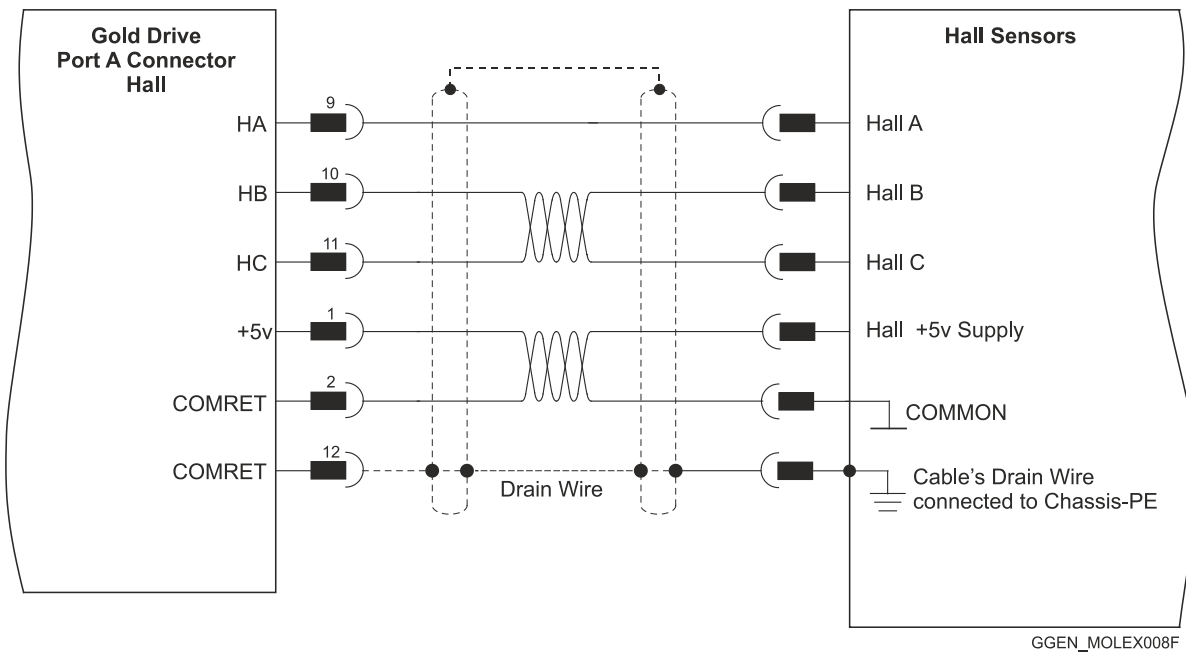 Gold Drive
Port A Connector
Hall
Hall Sensors
9
HA
Hall A
10
HB
Hall B
11
HC
Hall C
1
+5v
Hall +5v Supply
2
COMRET
COMMON
12
COMRET
Drain Wire
Cable's Drain Wire
connected to Chassis-PE
GGEN_MOLEX008F